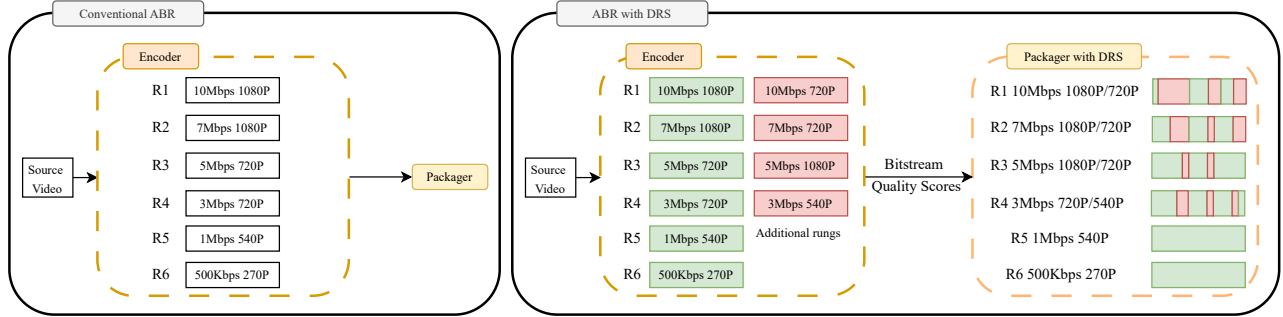 Conventional ABR
Encoder
R1 10Mbps 1080P
R2 7Mbps 1080P
R3 5Mbps 720P
R4 3Mbps 720P
R5 1Mbps 540P
R6 500Kbps 270P
Source
Video
Packager
ABR with DRS
Encoder
R1 10Mbps 1080P 10Mbps 720P
R2 7Mbps 1080P 7Mbps 720P
R3 5Mbps 720P 5Mbps 1080P
R4 3Mbps 720P 3Mbps 540P
R5 1Mbps 540P Additional rungs
R6 500Kbps 270P
Source
Video
Bitstream
Quality Scores
Packager with DRS
R1 10Mbps 1080P/720P
R2 7Mbps 1080P/720P
R3 5Mbps 1080P/720P
R4 3Mbps 720P/540P
R5 1Mbps 540P
R6 500Kbps 270P